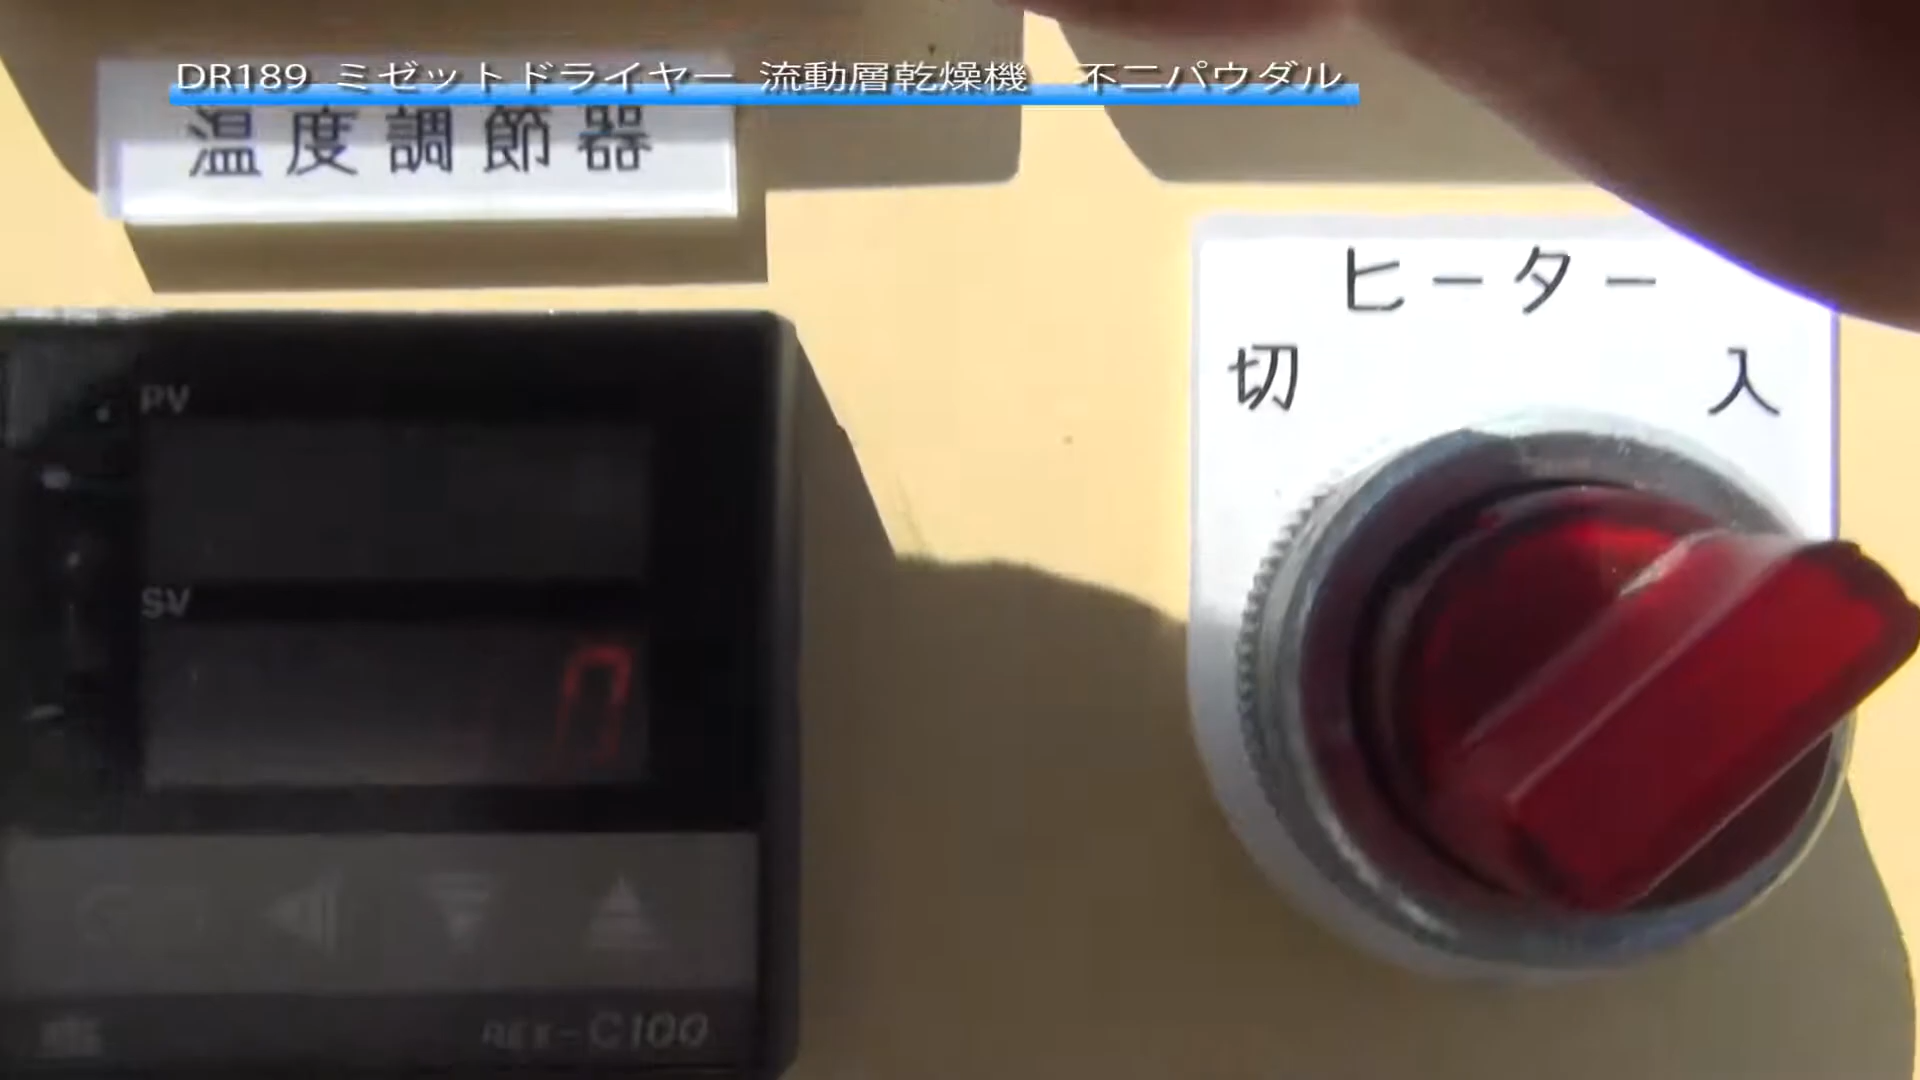 DR189 ミゼットドライヤー 流動層乾燥機 不二パウダル
温度調節器
ヒーター
切 入
PV
SV
0
REX-C100